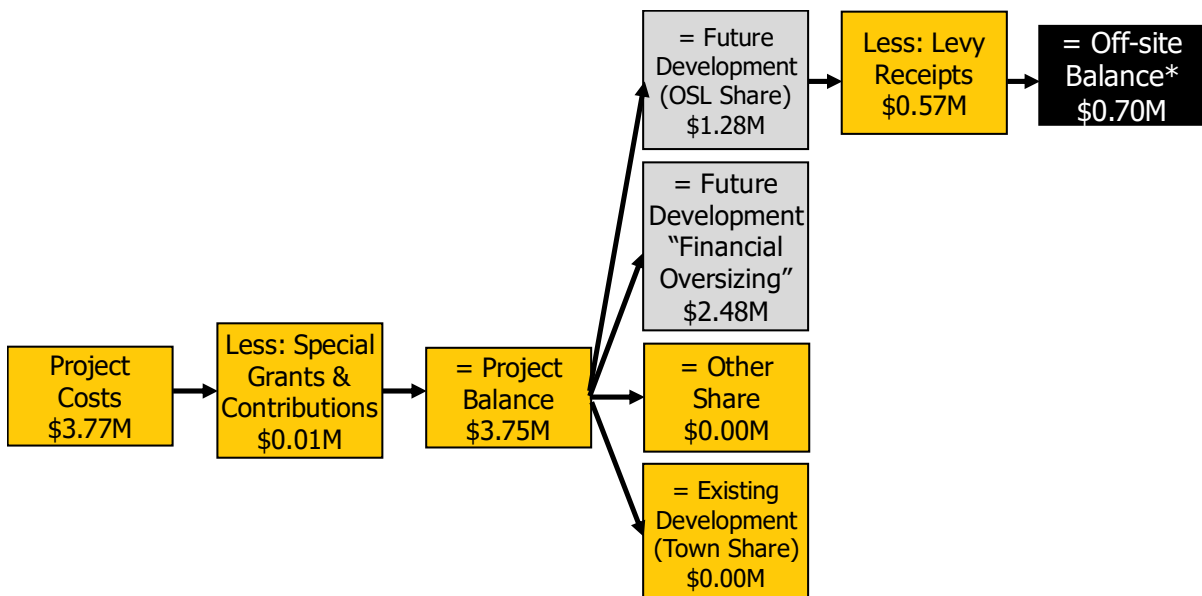 Project
Costs
$3.77M
Less: Special
Grants &
Contributions
$0.01M
= Project
Balance
$3.75M
= Future
Development
(OSL Share)
$1.28M
Less: Levy
Receipts
$0.57M
= Off-site
Balance*
$0.70M
= Future
Development
“Financial
Oversizing”
$2.48M
= Other
Share
$0.00M
= Existing
Development
(Town Share)
$0.00M